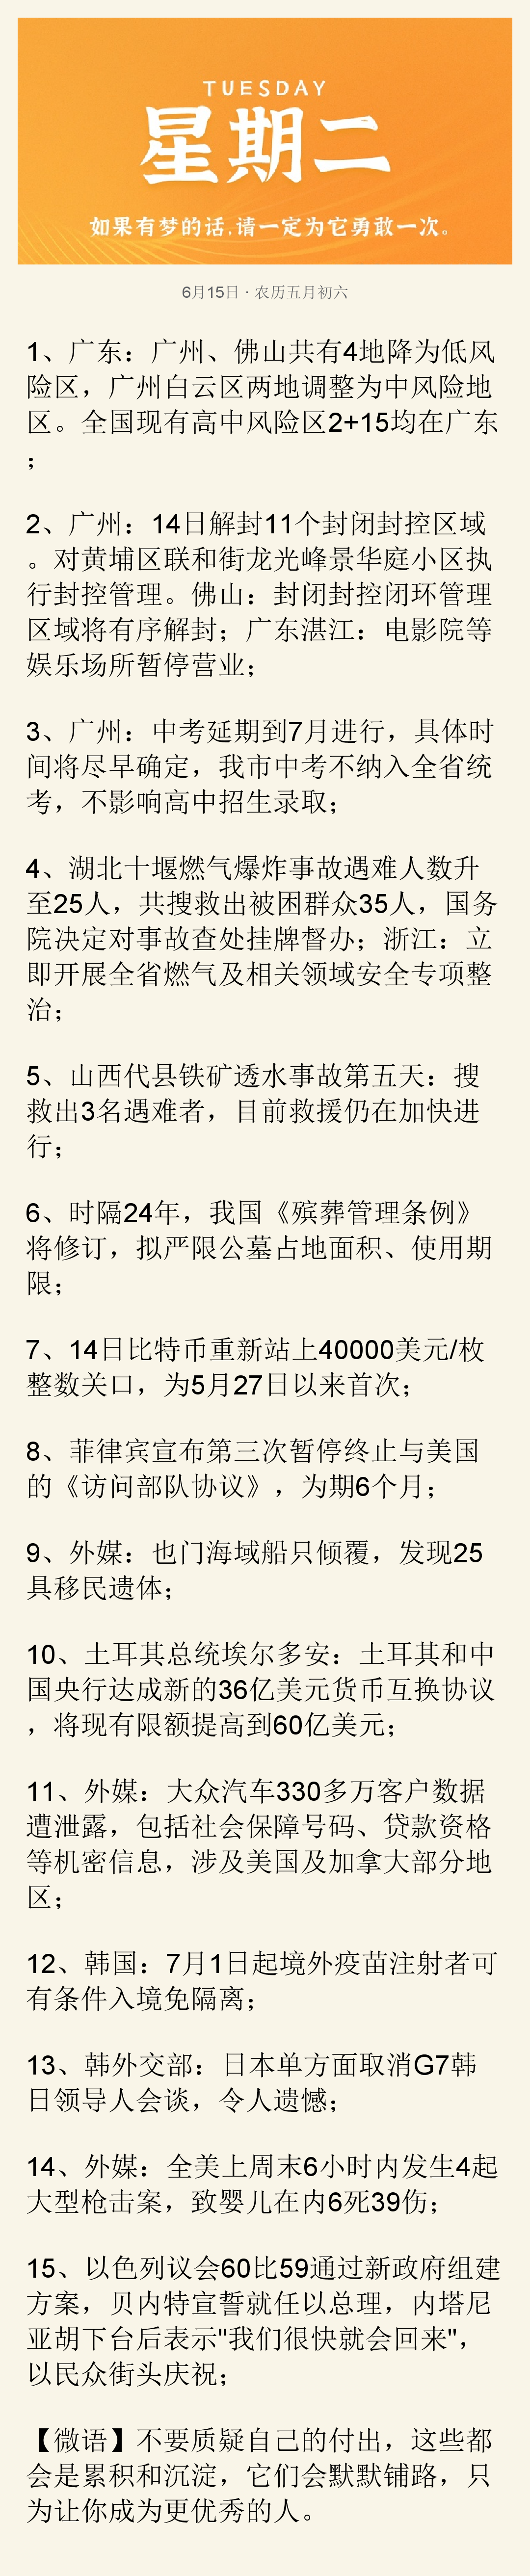 TUESDAY
星期二
如果有梦的话,请一定为它勇敢一次。
6月15日 · 农历五月初六
1、广东：广州、佛山共有4地降为低风
险区，广州白云区两地调整为中风险地
区。全国现有高中风险区2+15均在广东
；
2、广州：14日解封11个封闭封控区域
。对黄埔区联和街龙光峰景华庭小区执
行封控管理。佛山：封闭封控闭环管理
区域将有序解封；广东湛江：电影院等
娱乐场所暂停营业；
3、广州：中考延期到7月进行，具体时
间将尽早确定，我市中考不纳入全省统
考，不影响高中招生录取；
4、湖北十堰燃气爆炸事故遇难人数升
至25人，共搜救出被困群众35人，国务
院决定对事故查处挂牌督办；浙江：立
即开展全省燃气及相关领域安全专项整
治；
5、山西代县铁矿透水事故第五天：搜
救出3名遇难者，目前救援仍在加快进
行；
6、时隔24年，我国《殡葬管理条例》
将修订，拟严限公墓占地面积、使用期
限；
7、14日比特币重新站上40000美元/枚
整数关口，为5月27日以来首次；
8、菲律宾宣布第三次暂停终止与美国
的《访问部队协议》，为期6个月；
9、外媒：也门海域船只倾覆，发现25
具移民遗体；
10、土耳其总统埃尔多安：土耳其和中
国央行达成新的36亿美元货币互换协议
，将现有限额提高到60亿美元；
11、外媒：大众汽车330多万客户数据
遭泄露，包括社会保障号码、贷款资格
等机密信息，涉及美国及加拿大部分地
区；
12、韩国：7月1日起境外疫苗注射者可
有条件入境免隔离；
13、韩外交部：日本单方面取消G7韩
日领导人会谈，令人遗憾；
14、外媒：全美上周末6小时内发生4起
大型枪击案，致婴儿在内6死39伤；
15、以色列议会60比59通过新政府组建
方案，贝内特宣誓就任以总理，内塔尼
亚胡下台后表示"我们很快就会回来"，
以民众街头庆祝；
【微语】不要质疑自己的付出，这些都
会是累积和沉淀，它们会默默铺路，只
为让你成为更优秀的人。